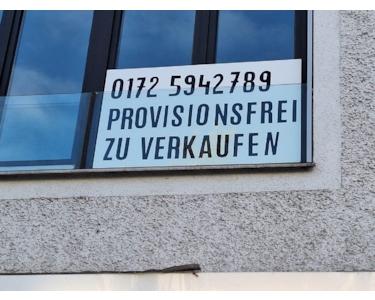 0172 5942789
PROVISIONSFREI
ZU VERKAUFEN